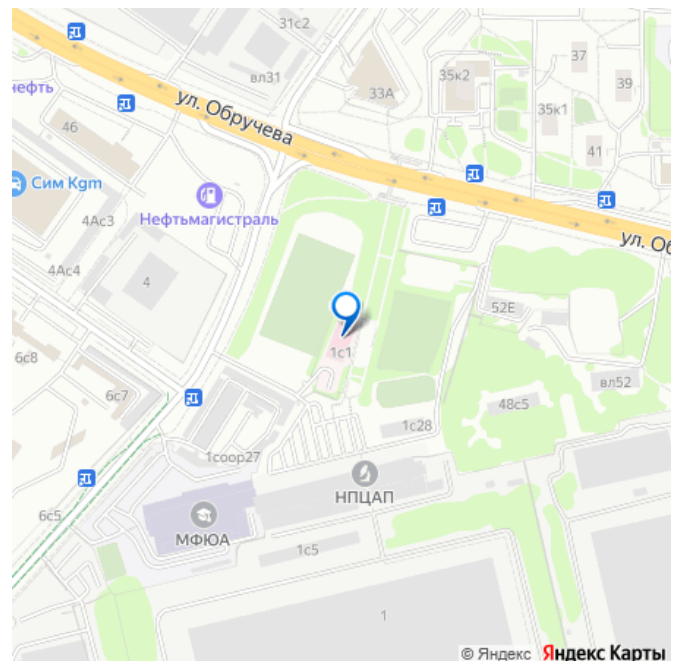 31с2
вл31
37
35к2
33А
39
нефть
ул. Обручева
35к1
46
41
Сим Kgm
Нефтьмагистраль
4Ас3
ул. Об
4Ас4
4
52Е
1с1
6с8
вл52
6с7
48с5
1с28
1соор27
НПЦАП
6с5
МФЮА
1с5
1
© Яндекс Яндекс Карты